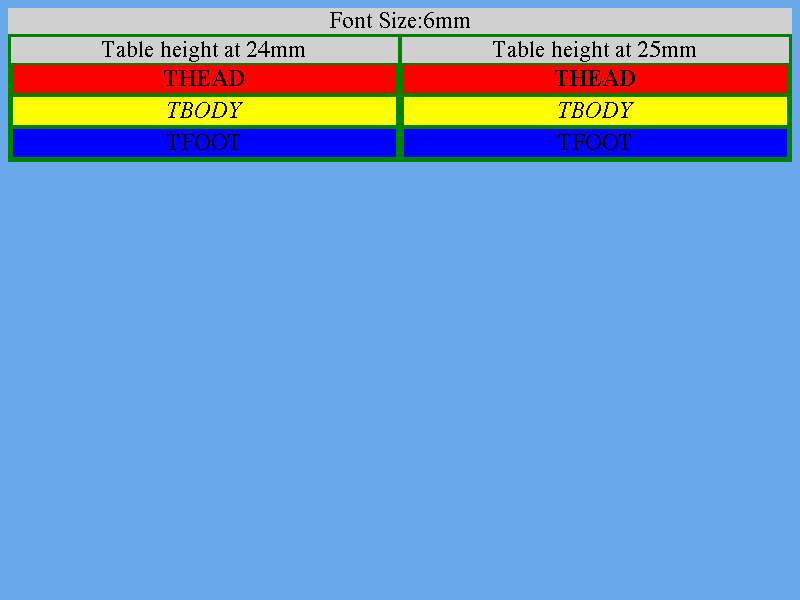 Font Size:6mm
Table height at 24mm Table height at 25mm
THEAD THEAD
TBODY TBODY
TFOOT TFOOT